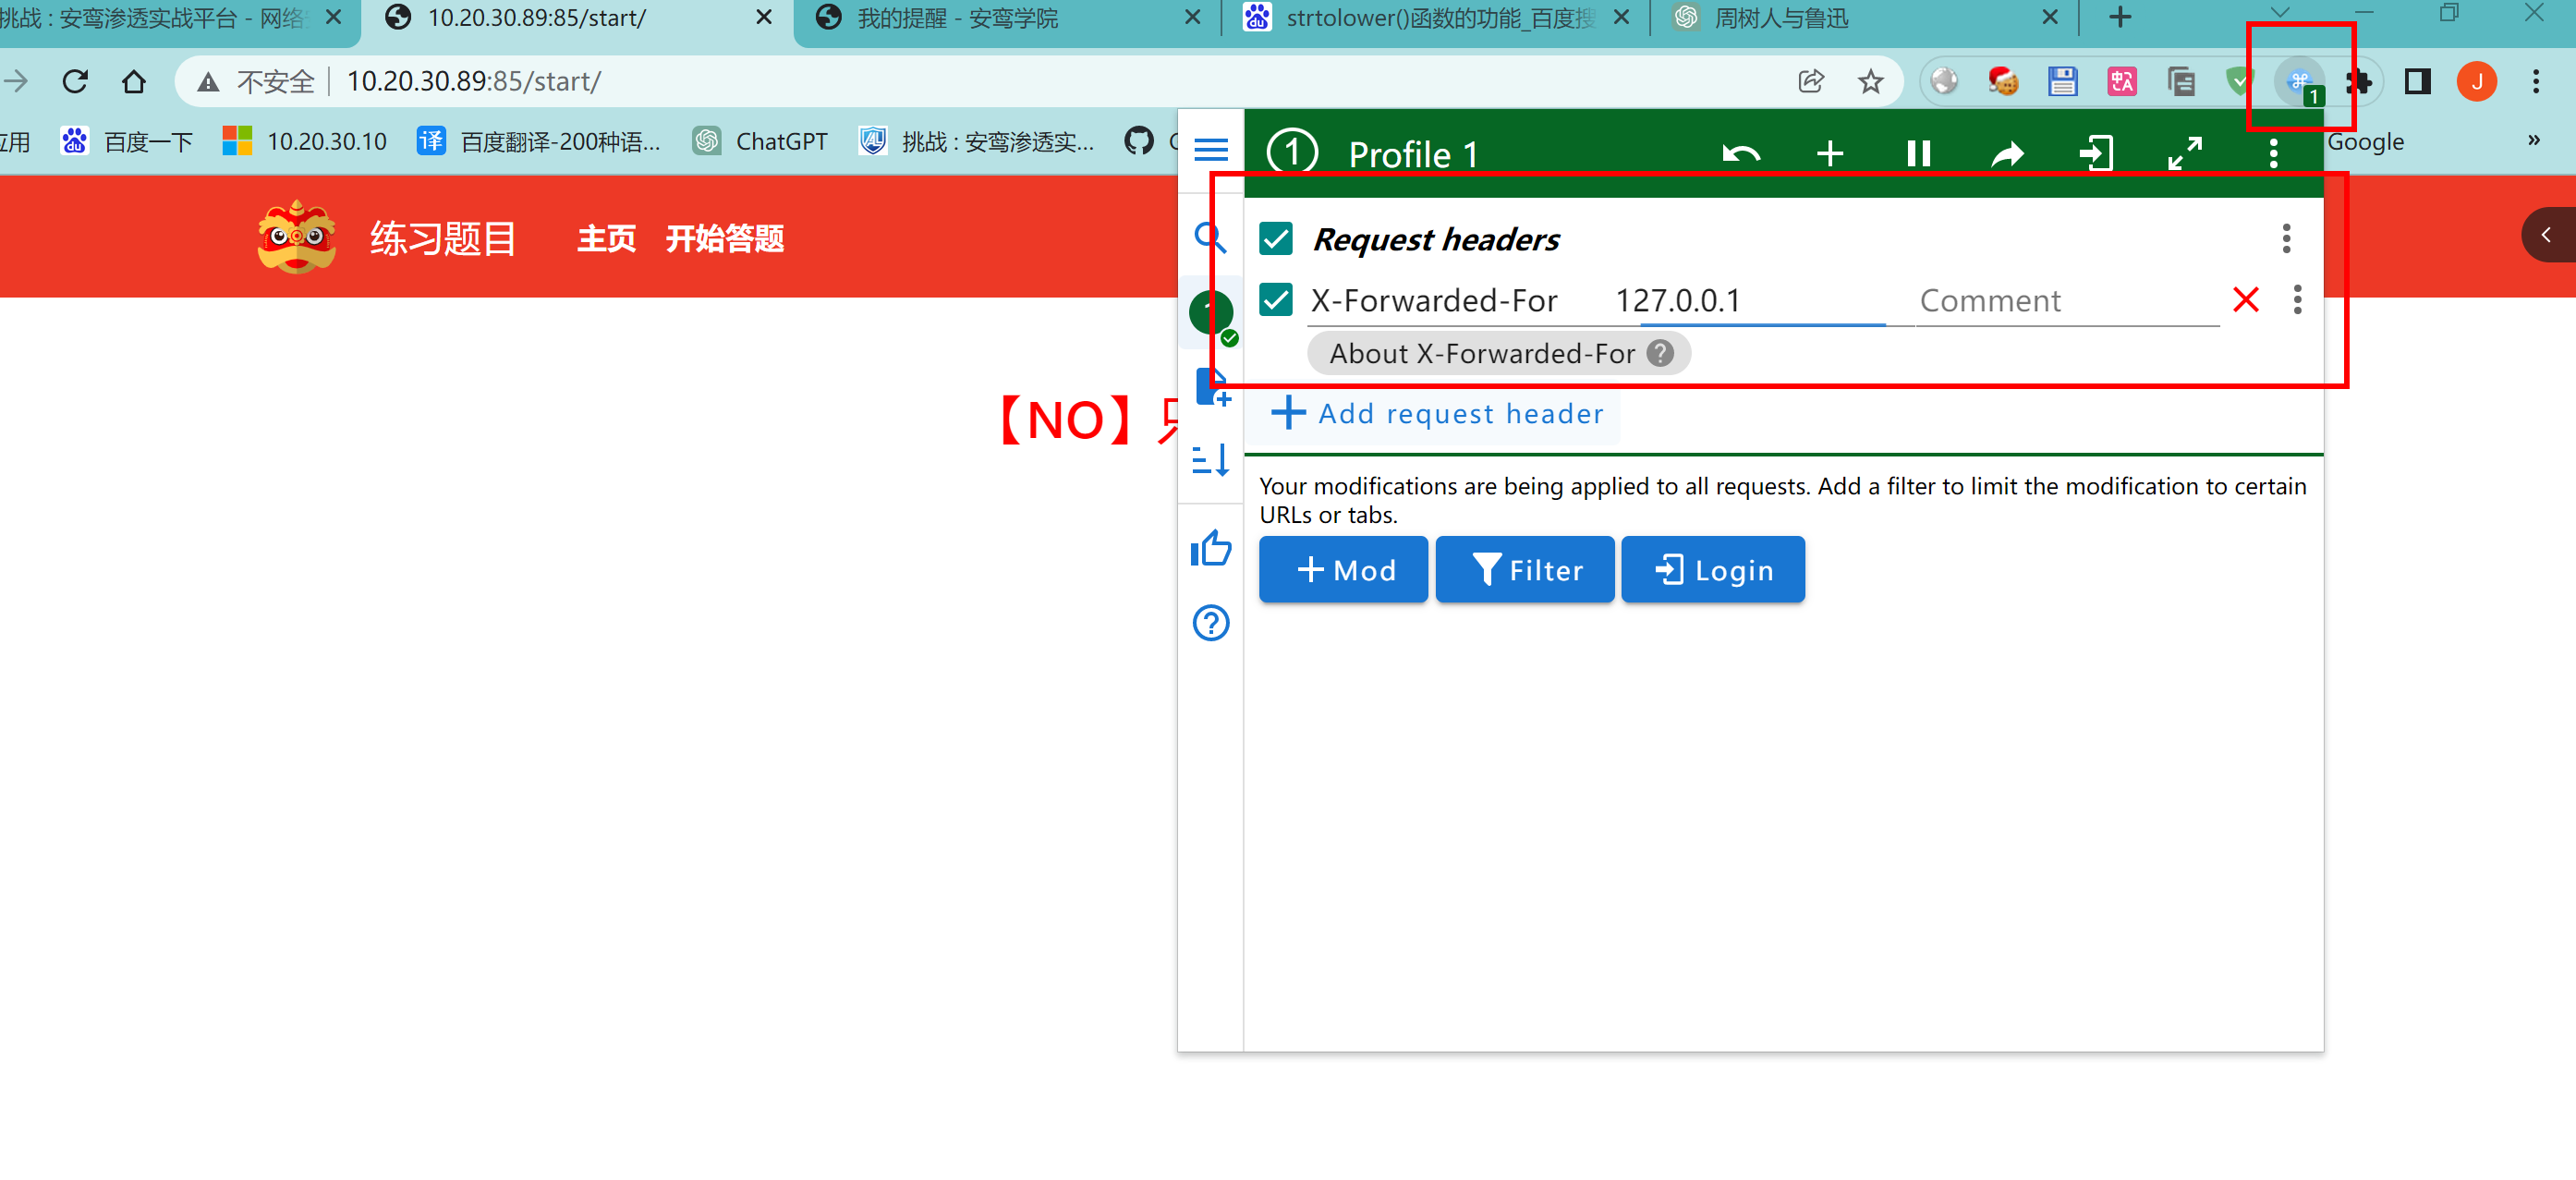 挑战 : 安鸾渗透实战平台 - 网络
10.20.30.89:85/start/
我的提醒 - 安鸾学院
strtolower()函数的功能_百度搜
周树人与鲁迅
不安全 10.20.30.89:85/start/
1
J
应用
百度一下
10.20.30.10
译 百度翻译-200种语...
ChatGPT
挑战 : 安鸾渗透实...
Google
»
1 Profile 1
练习题目 主页 开始答题
Request headers
X-Forwarded-For 127.0.0.1 Comment
About X-Forwarded-For ?
【NO】只
Add request header
Your modifications are being applied to all requests. Add a filter to limit the modification to certain
URLs or tabs.
Mod Filter Login